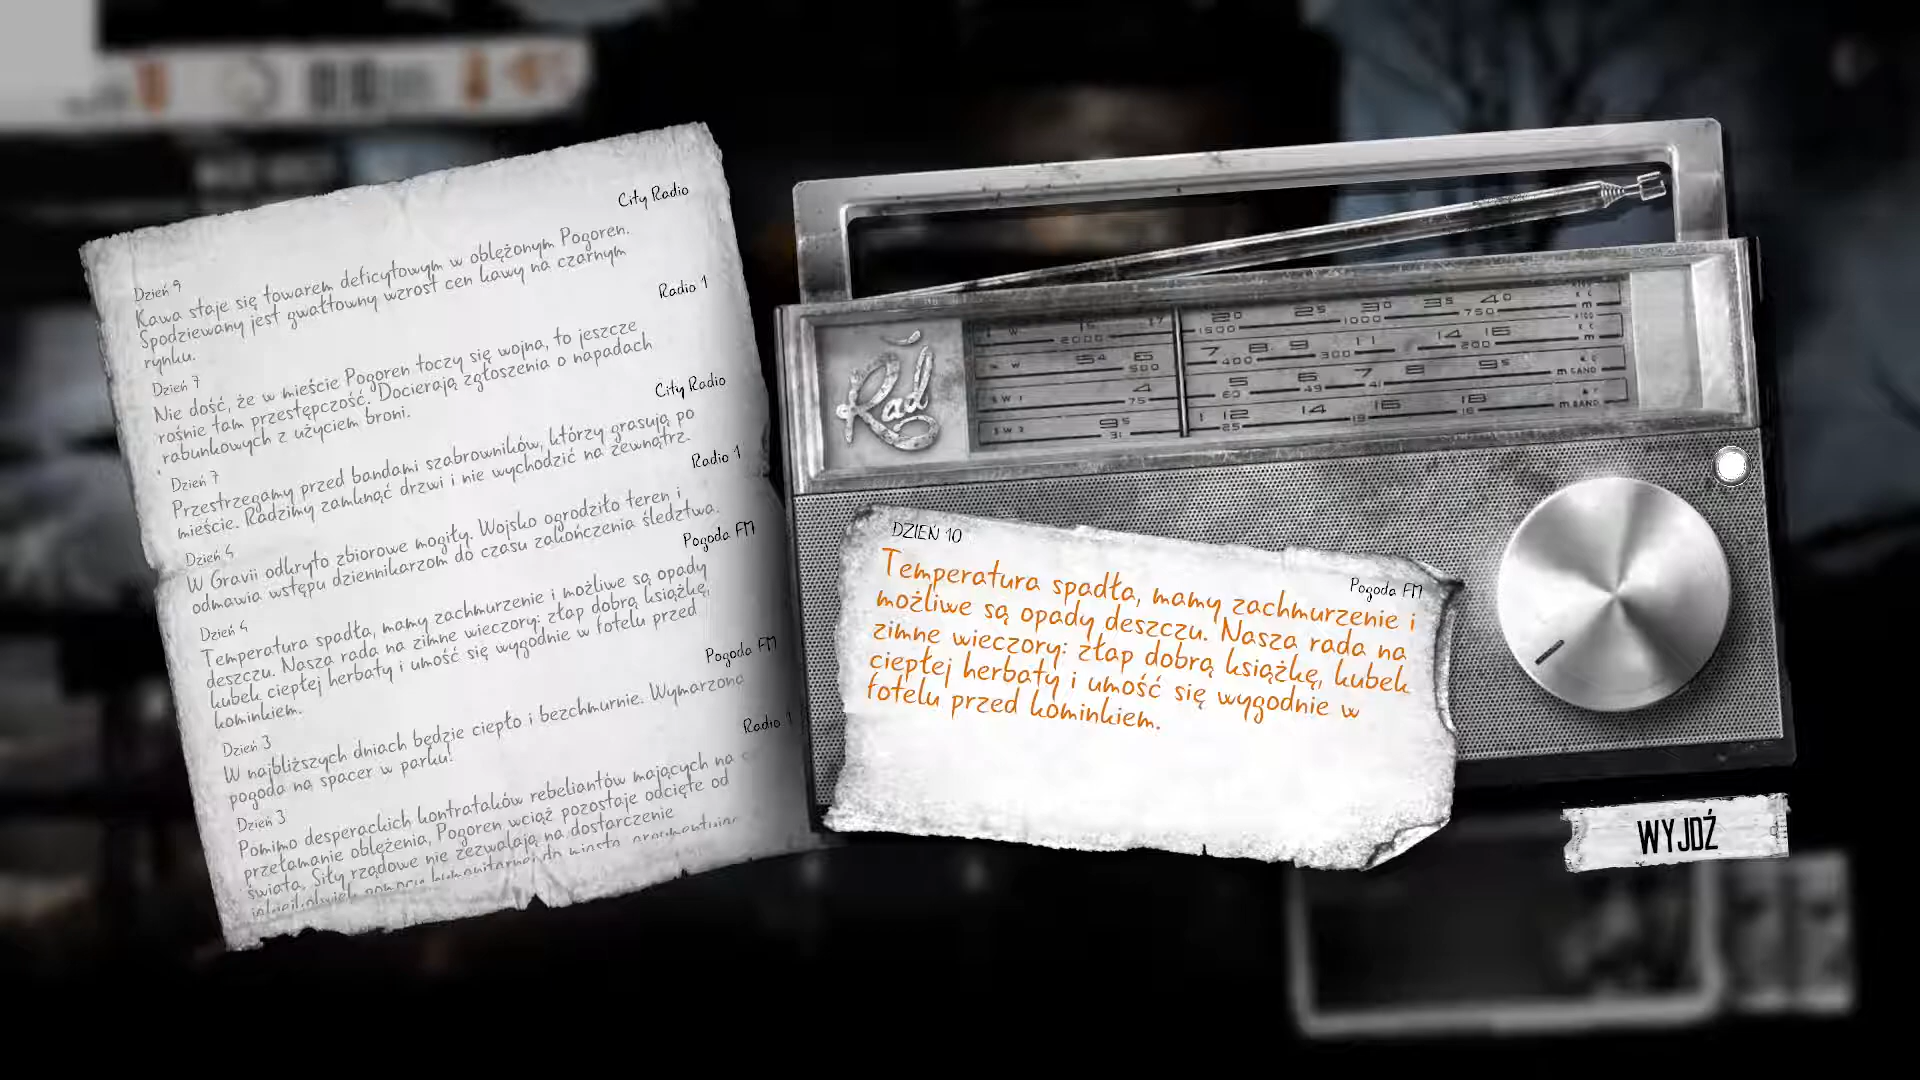 City Radio
Dzień 9
Kawa staje się towarem deficytowym w oblężonym Pogoren.
Spodziewany jest gwałtowny wzrost cen kawy na czarnym
rynku.
Radio 1
Dzień 7
Nie dość, że w mieście Pogoren toczy się wojna, to jeszcze
rośnie tam przestępczość. Docierają zgłoszenia o napadach
rabunkowych z użyciem broni.
City Radio
Dzień 7
Przestrzegamy przed bandami szabrowników, którzy grasują po
mieście. Radzimy zamknąć drzwi i nie wychodzić na zewnątrz.
Radio 1
Dzień
W Gravii odkryto zbiorowe mogiły. Wojsko ogrodziło teren i
odmawia wstępu dziennikarzom do czasu zakończenia śledztwa.
Pogoda FM
Dzień
Temperatura spadła, mamy zachmurzenie i możliwe są opady
deszczu. Nasza rada na zimne wieczory: złap dobrą książkę,
kubek ciepłej herbaty i umość się wygodnie w fotelu przed
kominkiem.
Pogoda FM
Dzień 3
W najbliższych dniach będzie ciepło i bezchmurnie. Wymarzona
pogoda na spacer w parku!
Radio 1
Dzień 3
Pomimo desperackich kontrataków rebeliantów mających na
przełamanie oblężenia, Pogoren wciąż pozostaje odcięte od
świata. Siły rządowe nie zezwalają na dostarczenie
jakiejkolwiek pomocy humanitarnej do miasta, argumentując
Rad
DZIEŃ 10
Pogoda FM
Temperatura spadła, mamy zachmurzenie i
możliwe są opady deszczu. Nasza rada na
zimne wieczory: złap dobrą książkę, kubek
ciepłej herbaty i umość się wygodnie w
fotelu przed kominkiem.
WYJDŹ